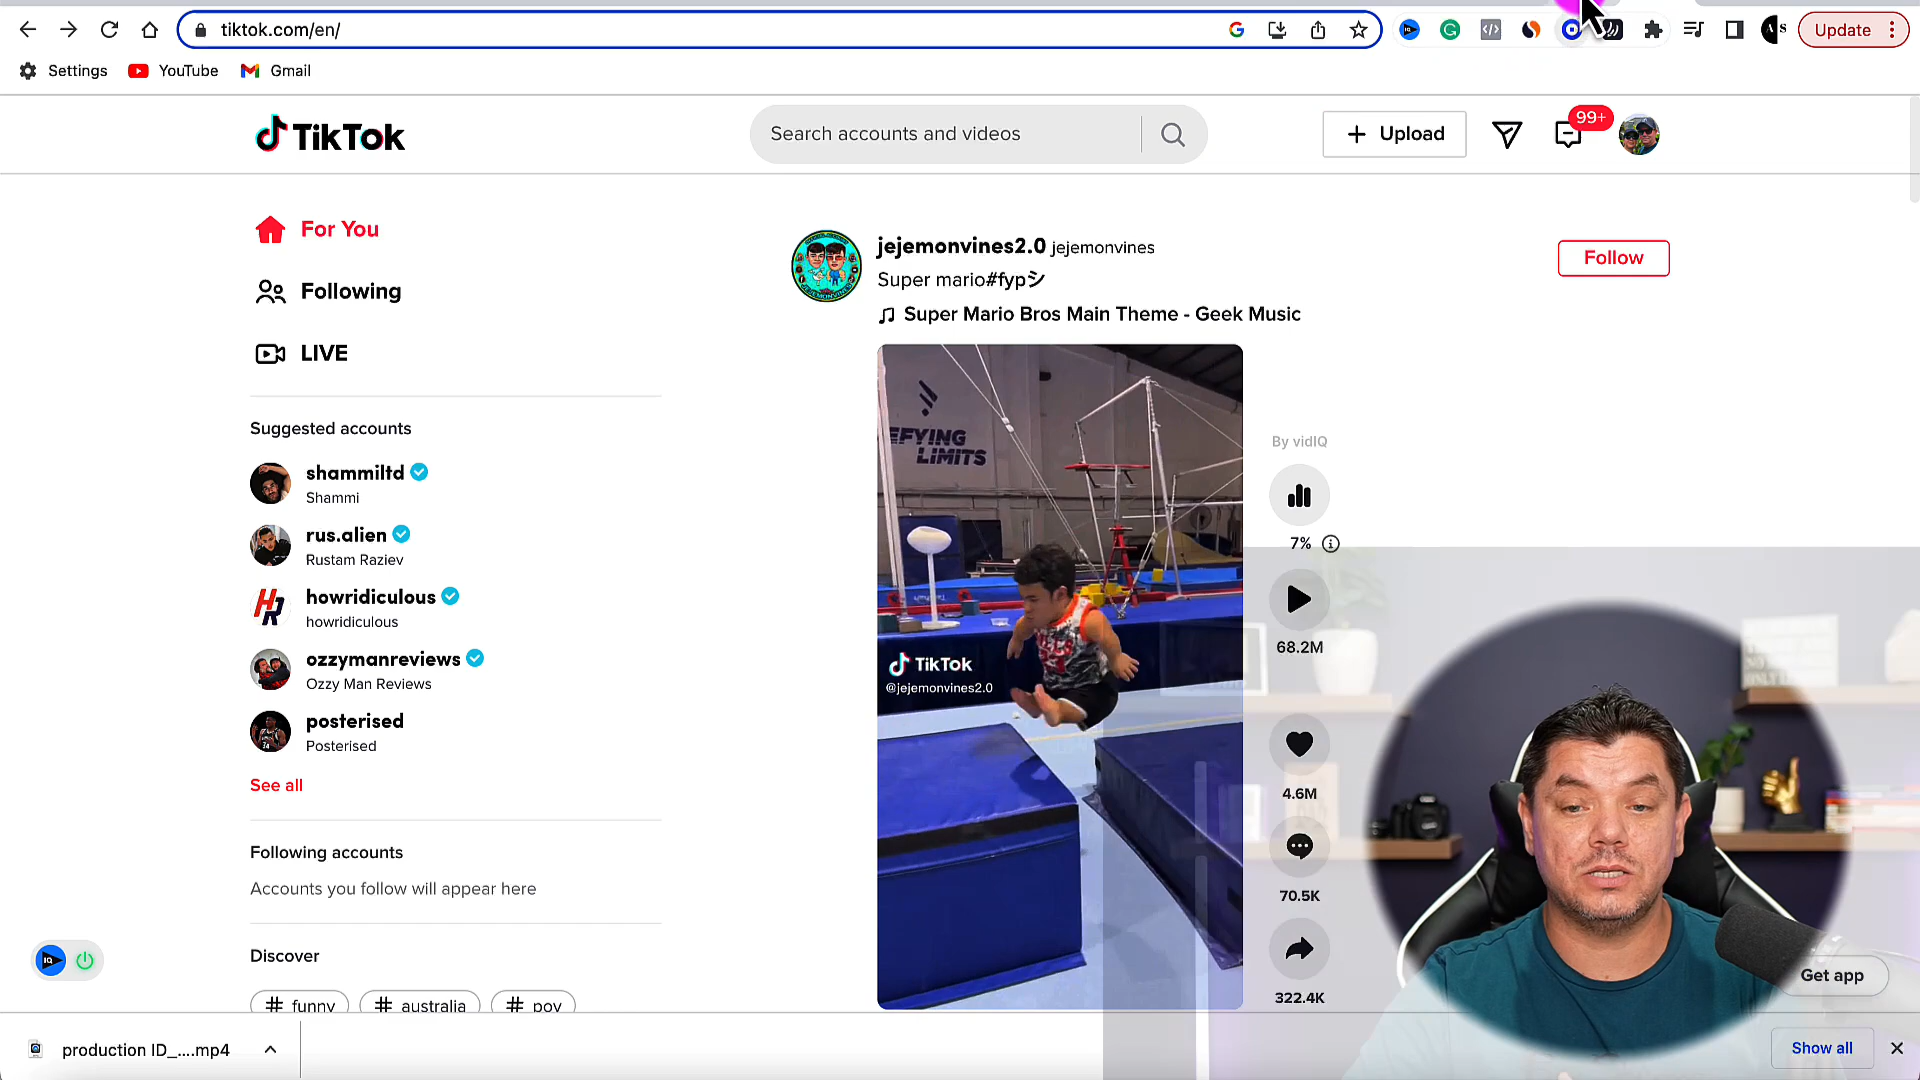 tiktok.com/en/
Update
Settings
YouTube
Gmail
TikTok
Search accounts and videos
Upload
99+
For You
Following
LIVE
Suggested accounts
shammiltd
Shammi
rus.alien
Rustam Raziev
howridiculous
howridiculous
ozzymanreviews
Ozzy Man Reviews
posterised
Posterised
See all
Following accounts
Accounts you follow will appear here
Discover
# funny
# australia
# pov
jejemonvines2.0 jejemonvines
Super mario#fypシ
Super Mario Bros Main Theme - Geek Music
Follow
EFYING
LIMITS
TikTok
@jejemonvines2.0
By vidIQ
7%
68.2M
4.6M
70.5K
322.4K
Get app
production ID_....mp4
Show all